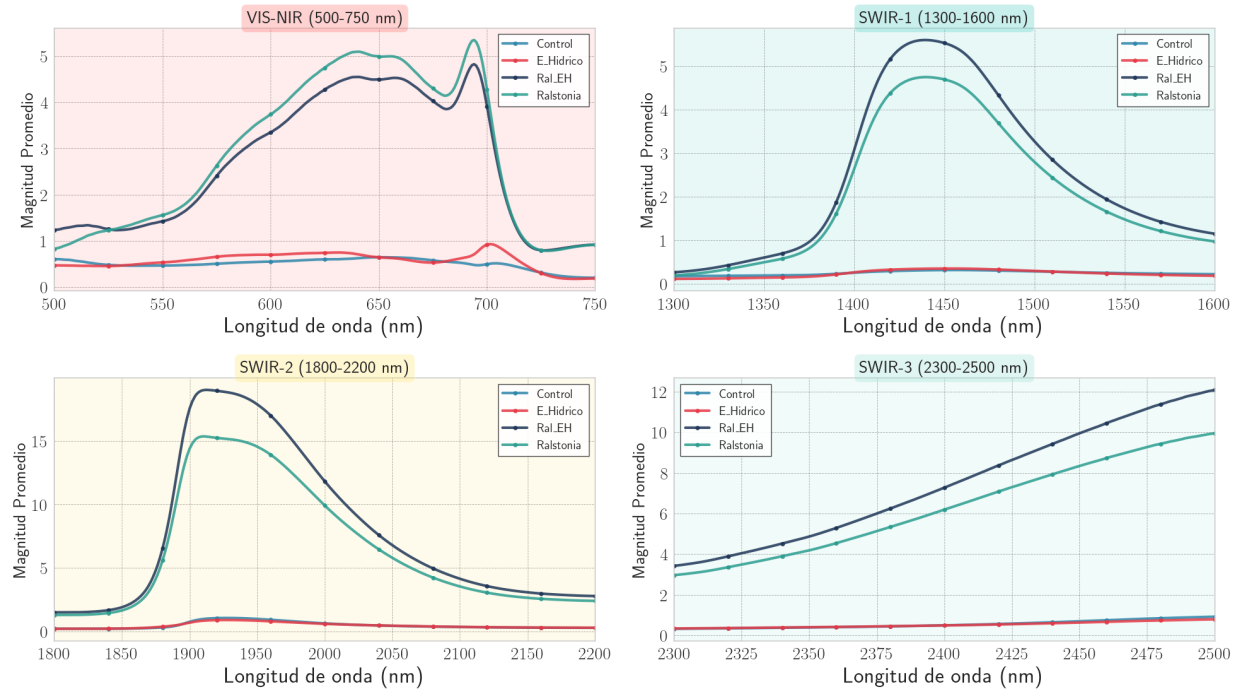 VIS-NIR (500-750 nm)
Magnitud Promedio
5
4
3
2
1
0
Control
E_Hidrico
Ral_EH
Ralstonia
500 550 600 650 700 750
Longitud de onda (nm)
SWIR-1 (1300-1600 nm)
Magnitud Promedio
5
4
3
2
1
0
Control
E_Hidrico
Ral_EH
Ralstonia
1300 1350 1400 1450 1500 1550 1600
Longitud de onda (nm)
SWIR-2 (1800-2200 nm)
Magnitud Promedio
15
10
5
0
Control
E_Hidrico
Ral_EH
Ralstonia
1800 1850 1900 1950 2000 2050 2100 2150 2200
Longitud de onda (nm)
SWIR-3 (2300-2500 nm)
Magnitud Promedio
12
10
8
6
4
2
0
Control
E_Hidrico
Ral_EH
Ralstonia
2300 2325 2350 2375 2400 2425 2450 2475 2500
Longitud de onda (nm)